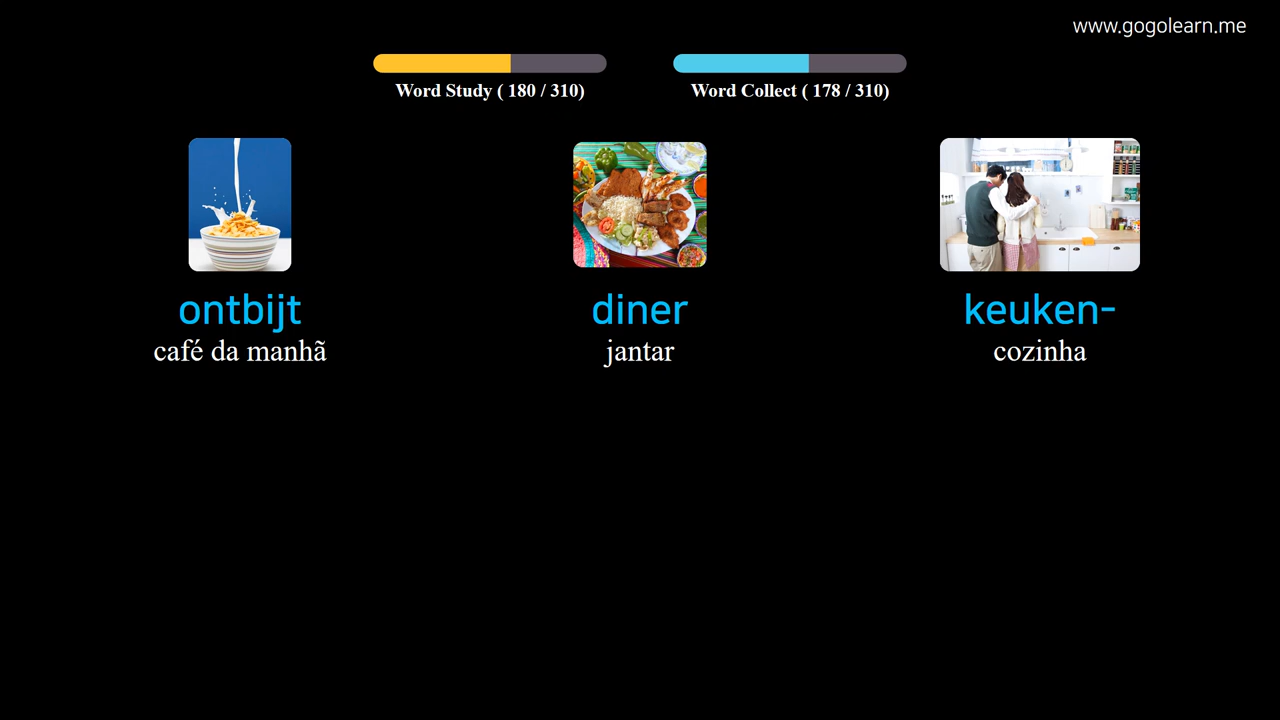 www.gogolearn.me
Word Study ( 180 / 310)
Word Collect ( 178 / 310)
ontbijt
café da manhã
diner
jantar
keuken-
cozinha